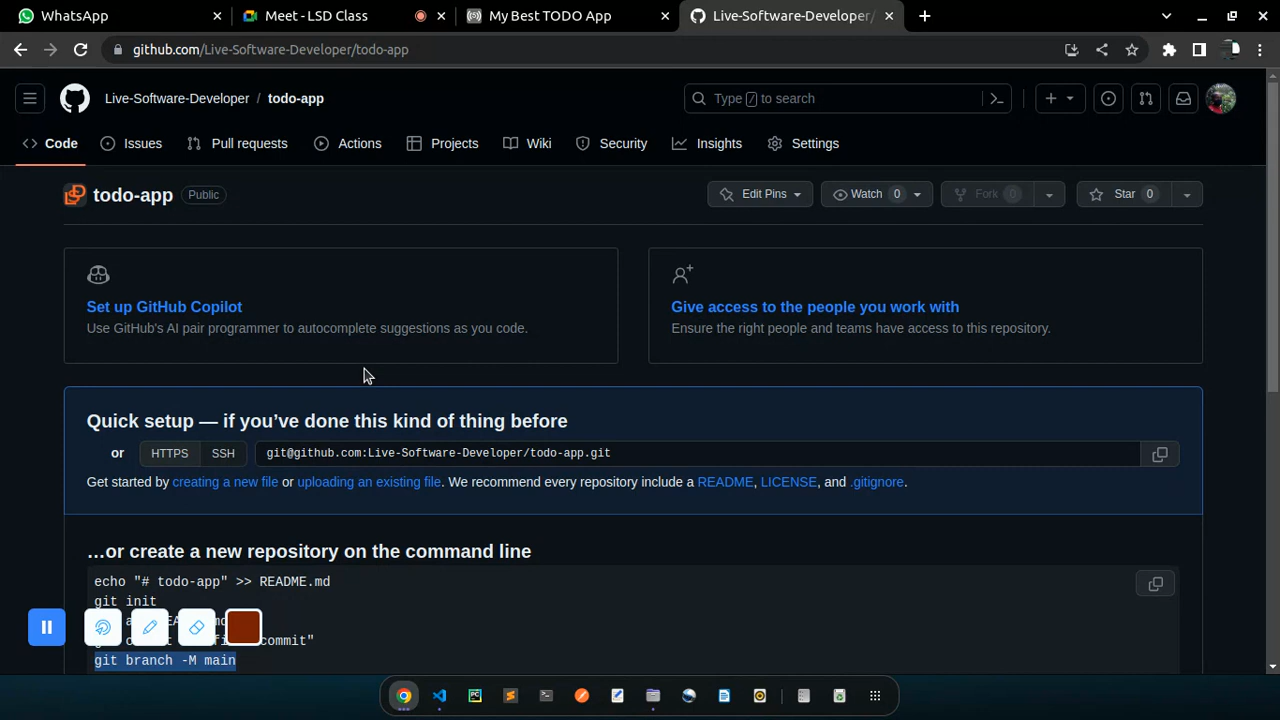 WhatsApp
Meet - LSD Class
My Best TODO App
Live-Software-Developer/
github.com/Live-Software-Developer/todo-app
Live-Software-Developer / todo-app
Type / to search
Code
Issues
Pull requests
Actions
Projects
Wiki
Security
Insights
Settings
todo-app Public
Edit Pins
Watch 0
Fork 0
Star 0
Set up GitHub Copilot
Use GitHub's AI pair programmer to autocomplete suggestions as you code.
Give access to the people you work with
Ensure the right people and teams have access to this repository.
Quick setup — if you’ve done this kind of thing before
or HTTPS SSH git@github.com:Live-Software-Developer/todo-app.git
Get started by creating a new file or uploading an existing file. We recommend every repository include a README, LICENSE, and .gitignore.
…or create a new repository on the command line
echo "# todo-app" >> README.md
git init
commit"
git branch -M main